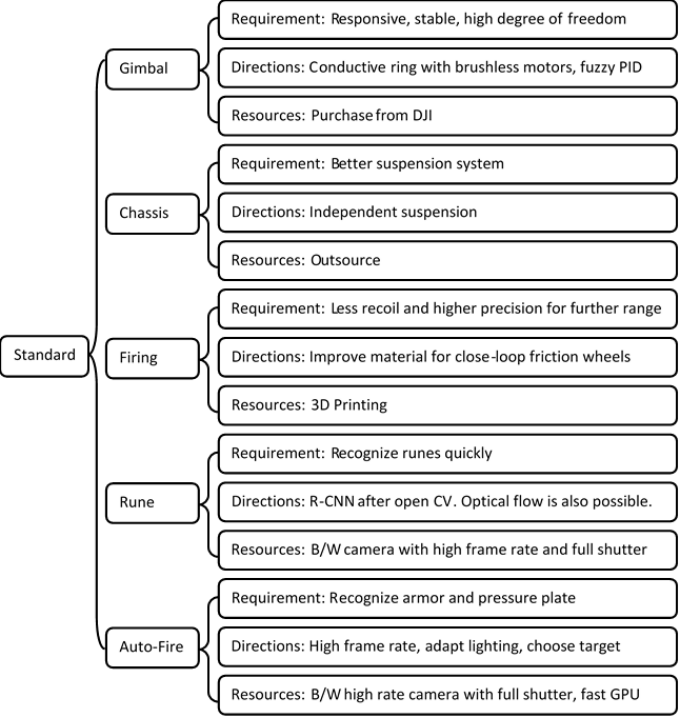 Standard
Gimbal
Requirement: Responsive, stable, high degree of freedom
Directions: Conductive ring with brushless motors, fuzzy PID
Resources: Purchase from DJI
Chassis
Requirement: Better suspension system
Directions: Independent suspension
Resources: Outsource
Firing
Requirement: Less recoil and higher precision for further range
Directions: Improve material for close-loop friction wheels
Resources: 3D Printing
Rune
Requirement: Recognize runes quickly
Directions: R-CNN after open CV. Optical flow is also possible.
Resources: B/W camera with high frame rate and full shutter
Auto-Fire
Requirement: Recognize armor and pressure plate
Directions: High frame rate, adapt lighting, choose target
Resources: B/W high rate camera with full shutter, fast GPU